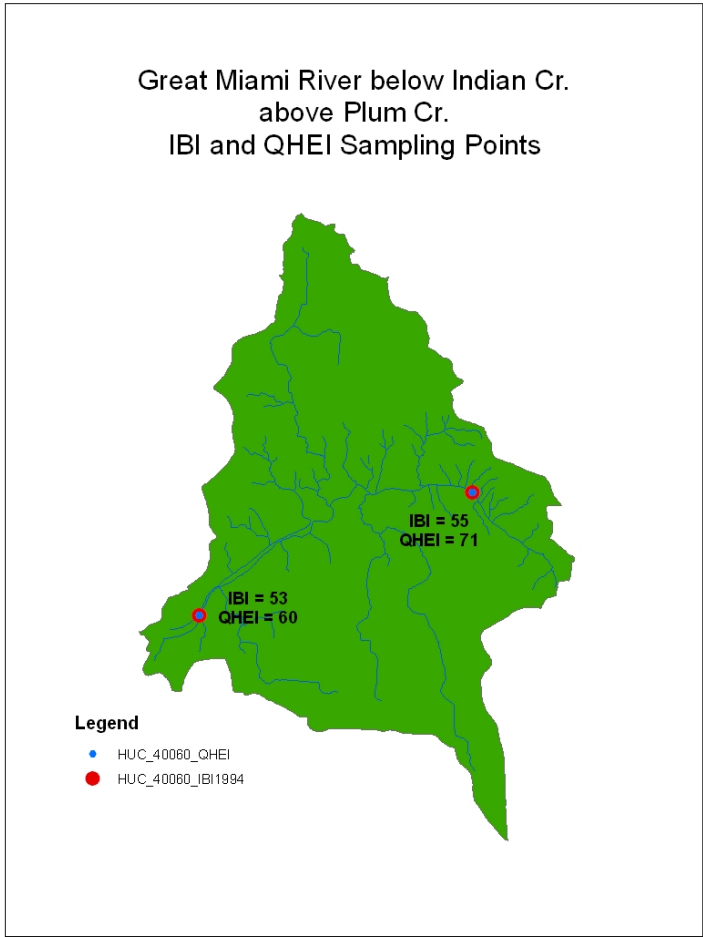 Great Miami River below Indian Cr.
above Plum Cr.
IBI and QHEI Sampling Points
IBI = 55
QHEI = 71
IBI = 53
QHEI = 60
Legend
HUC_40060_QHEI
HUC_40060_IBI1994